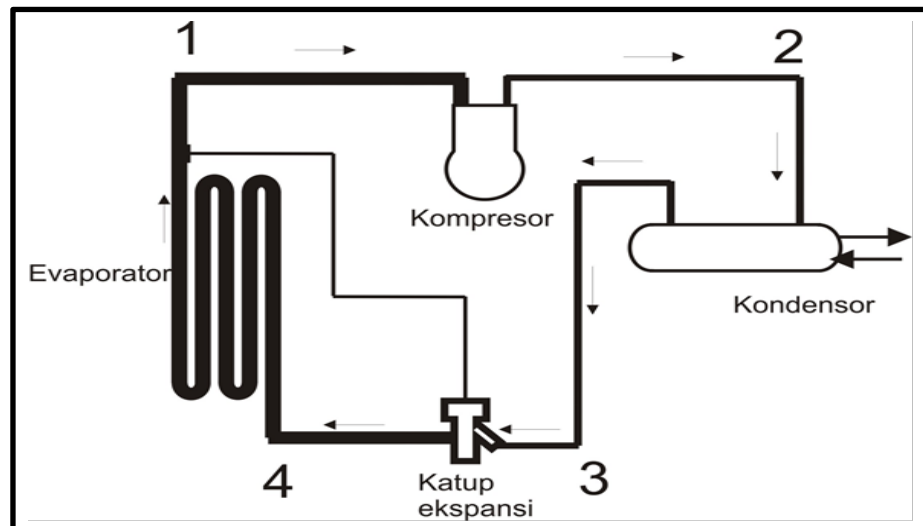 1
2
Kompresor
Evaporator
Kondensor
4
Katup
ekspansi
3